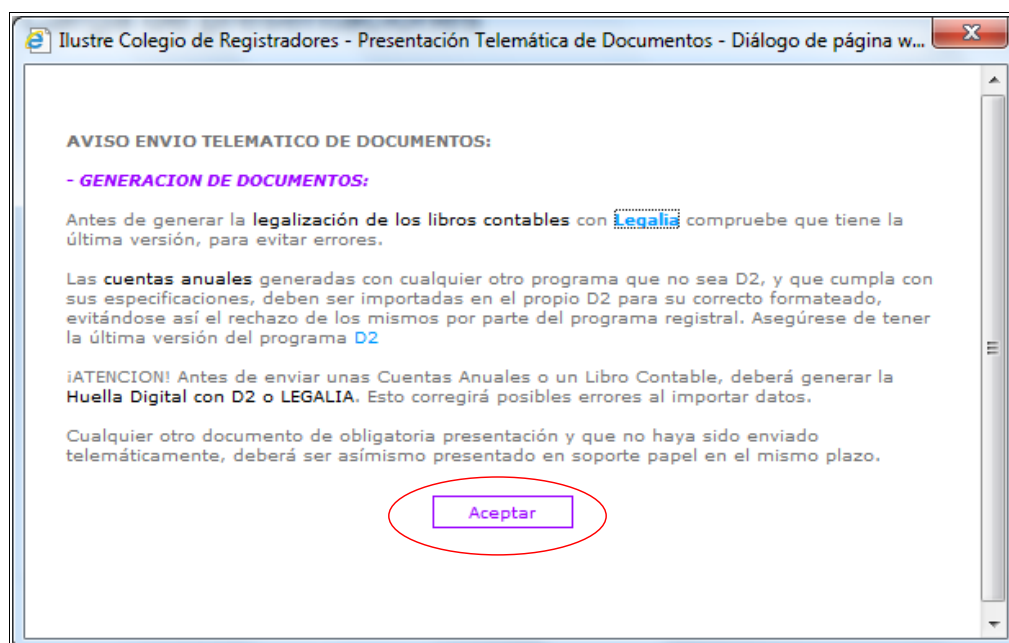 Ilustre Colegio de Registradores - Presentación Telemática de Documentos - Diálogo de página w...
AVISO ENVIO TELEMATICO DE DOCUMENTOS:
- GENERACION DE DOCUMENTOS:
Antes de generar la legalización de los libros contables con Legalia compruebe que tiene la
última versión, para evitar errores.
Las cuentas anuales generadas con cualquier otro programa que no sea D2, y que cumpla con
sus especificaciones, deben ser importadas en el propio D2 para su correcto formateado,
evitándose así el rechazo de los mismos por parte del programa registral. Asegúrese de tener
la última versión del programa D2
¡ATENCION! Antes de enviar unas Cuentas Anuales o un Libro Contable, deberá generar la
Huella Digital con D2 o LEGALIA. Esto corregirá posibles errores al importar datos.
Cualquier otro documento de obligatoria presentación y que no haya sido enviado
telemáticamente, deberá ser asímismo presentado en soporte papel en el mismo plazo.
Aceptar